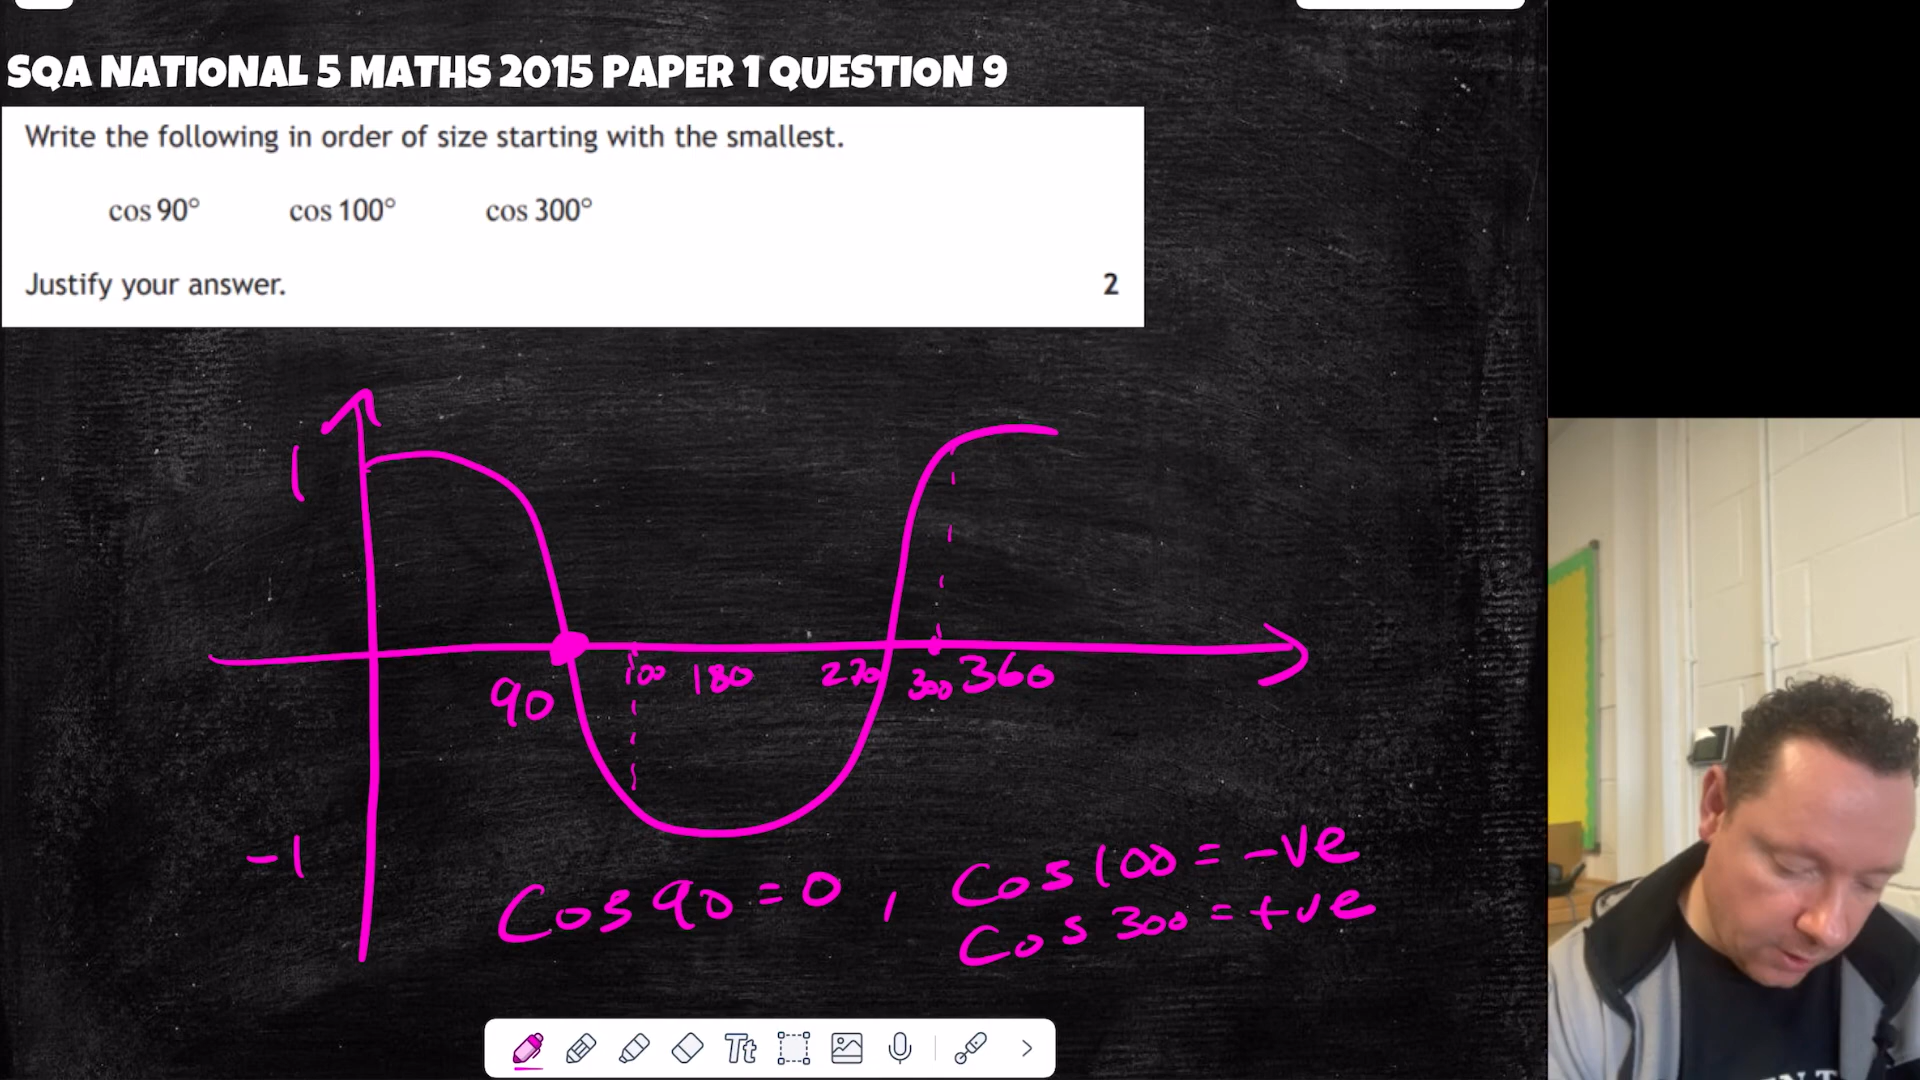 SQA NATIONAL 5 MATHS 2015 PAPER 1 QUESTION 9
Write the following in order of size starting with the smallest.
cos 90° cos 100° cos 300°
Justify your answer. 2
1
90 100 180 270 300 360
-1
Cos 90 = 0 , Cos 100 = -ve
Cos 300 = +ve
Tt